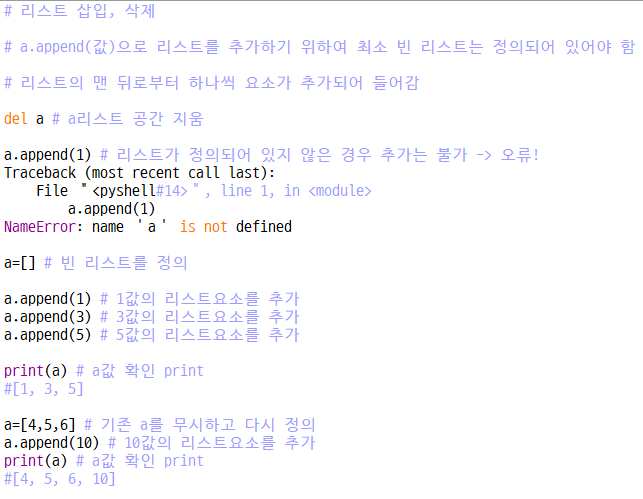 # 리스트 삽입, 삭제
# a.append(값)으로 리스트를 추가하기 위하여 최소 빈 리스트는 정의되어 있어야 함
# 리스트의 맨 뒤로부터 하나씩 요소가 추가되어 들어감
del a # a리스트 공간 지움
a.append(1) # 리스트가 정의되어 있지 않은 경우 추가는 불가 -> 오류!
Traceback (most recent call last):
    File "<pyshell#14>", line 1, in <module>
        a.append(1)
NameError: name 'a' is not defined
a=[] # 빈 리스트를 정의
a.append(1) # 1값의 리스트요소를 추가
a.append(3) # 3값의 리스트요소를 추가
a.append(5) # 5값의 리스트요소를 추가
print(a) # a값 확인 print
#[1, 3, 5]
a=[4,5,6] # 기존 a를 무시하고 다시 정의
a.append(10) # 10값의 리스트요소를 추가
print(a) # a값 확인 print
#[4, 5, 6, 10]